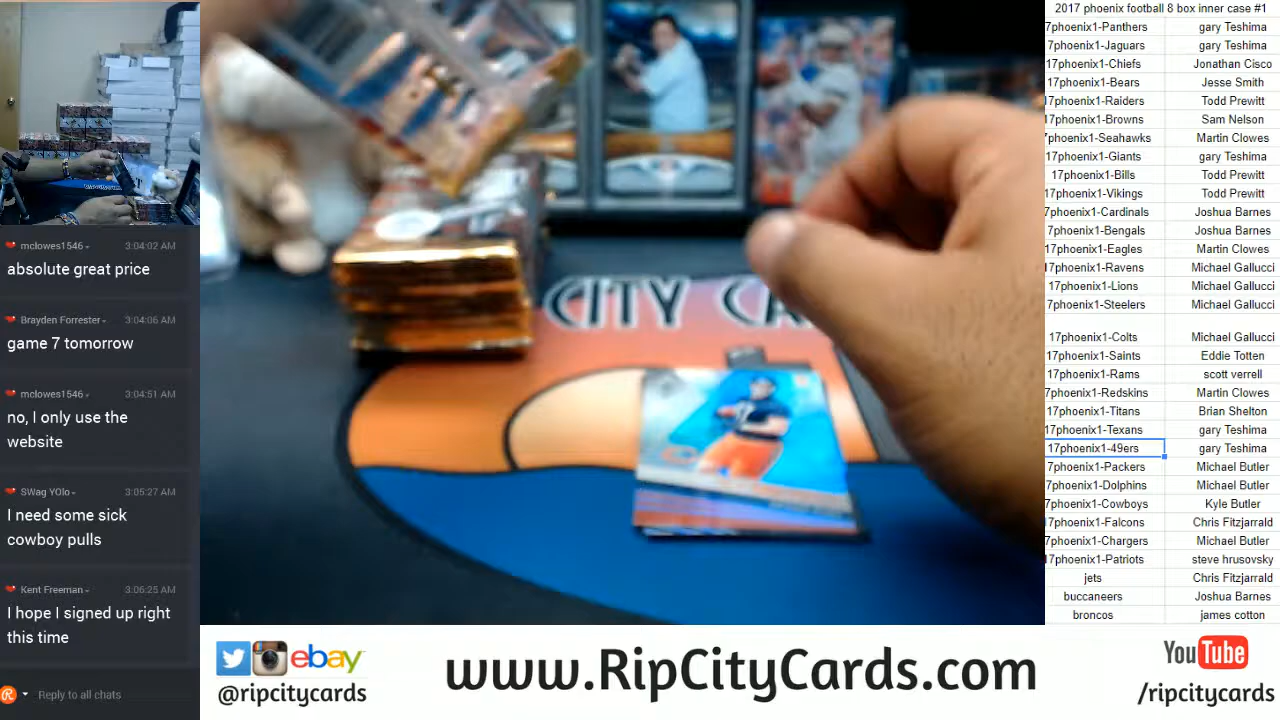 mclowes1546
3:04:02 AM
absolute great price
Brayden Forrester
3:04:06 AM
game 7 tomorrow
mclowes1546
3:04:51 AM
no, I only use the
website
SWag YOlo
3:05:27 AM
I need some sick
cowboy pulls
Kent Freeman
3:06:25 AM
I hope I signed up right
this time
Reply to all chats
CITY CA
2017 phoenix football 8 box inner case #1
7phoenix1-Panthers gary Teshima
7phoenix1-Jaguars gary Teshima
17phoenix1-Chiefs Jonathan Cisco
17phoenix1-Bears Jesse Smith
17phoenix1-Raiders Todd Prewitt
17phoenix1-Browns Sam Nelson
7phoenix1-Seahawks Martin Clowes
17phoenix1-Giants gary Teshima
17phoenix1-Bills Todd Prewitt
17phoenix1-Vikings Todd Prewitt
7phoenix1-Cardinals Joshua Barnes
17phoenix1-Bengals Joshua Barnes
17phoenix1-Eagles Martin Clowes
17phoenix1-Ravens Michael Gallucci
17phoenix1-Lions Michael Gallucci
7phoenix1-Steelers Michael Gallucci
17phoenix1-Colts Michael Gallucci
17phoenix1-Saints Eddie Totten
17phoenix1-Rams scott verrell
7phoenix1-Redskins Martin Clowes
17phoenix1-Titans Brian Shelton
17phoenix1-Texans gary Teshima
17phoenix1-49ers gary Teshima
7phoenix1-Packers Michael Butler
7phoenix1-Dolphins Michael Butler
7phoenix1-Cowboys Kyle Butler
17phoenix1-Falcons Chris Fitzjarrald
7phoenix1-Chargers Michael Butler
7phoenix1-Patriots steve hrusovsky
jets Chris Fitzjarrald
buccaneers Joshua Barnes
broncos james cotton
ebay
@ripcitycards
www.RipCityCards.com
YouTube
/ripcitycards